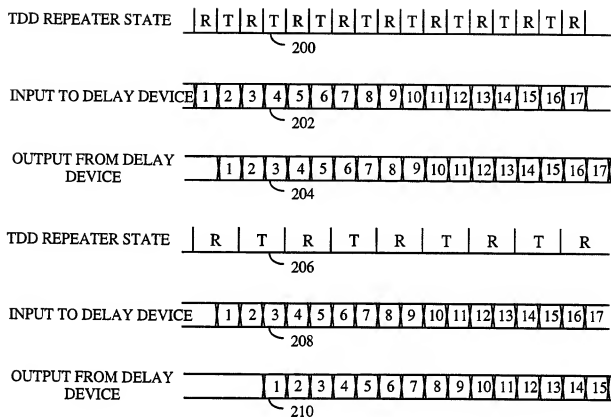 TDD REPEATER STATE R T R T R T R T R T R T R T R T R
200
INPUT TO DELAY DEVICE 1 2 3 4 5 6 7 8 9 10 11 12 13 14 15 16 17
202
OUTPUT FROM DELAY DEVICE 1 2 3 4 5 6 7 8 9 10 11 12 13 14 15 16 17
204
TDD REPEATER STATE R T R T R T R T R
206
INPUT TO DELAY DEVICE 1 2 3 4 5 6 7 8 9 10 11 12 13 14 15 16 17
208
OUTPUT FROM DELAY DEVICE 1 2 3 4 5 6 7 8 9 10 11 12 13 14 15
210